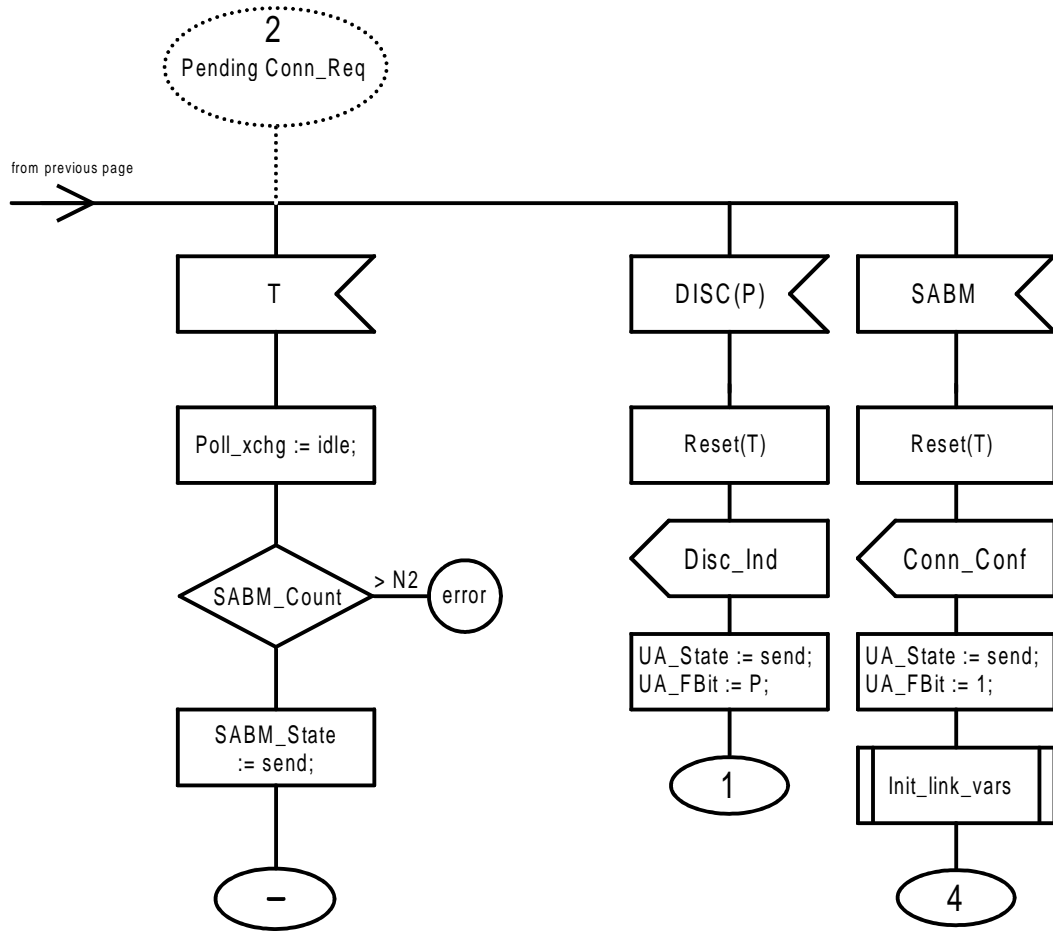 2
Pending Conn_Req
from previous page
T
DISC(P)
SABM
Poll_xchg := idle;
Reset(T)
Reset(T)
SABM_Count
> N2
error
Disc_Ind
Conn_Conf
UA_State := send;
UA_FBit := P;
UA_State := send;
UA_FBit := 1;
SABM_State
:= send;
1
Init_link_vars
–
4